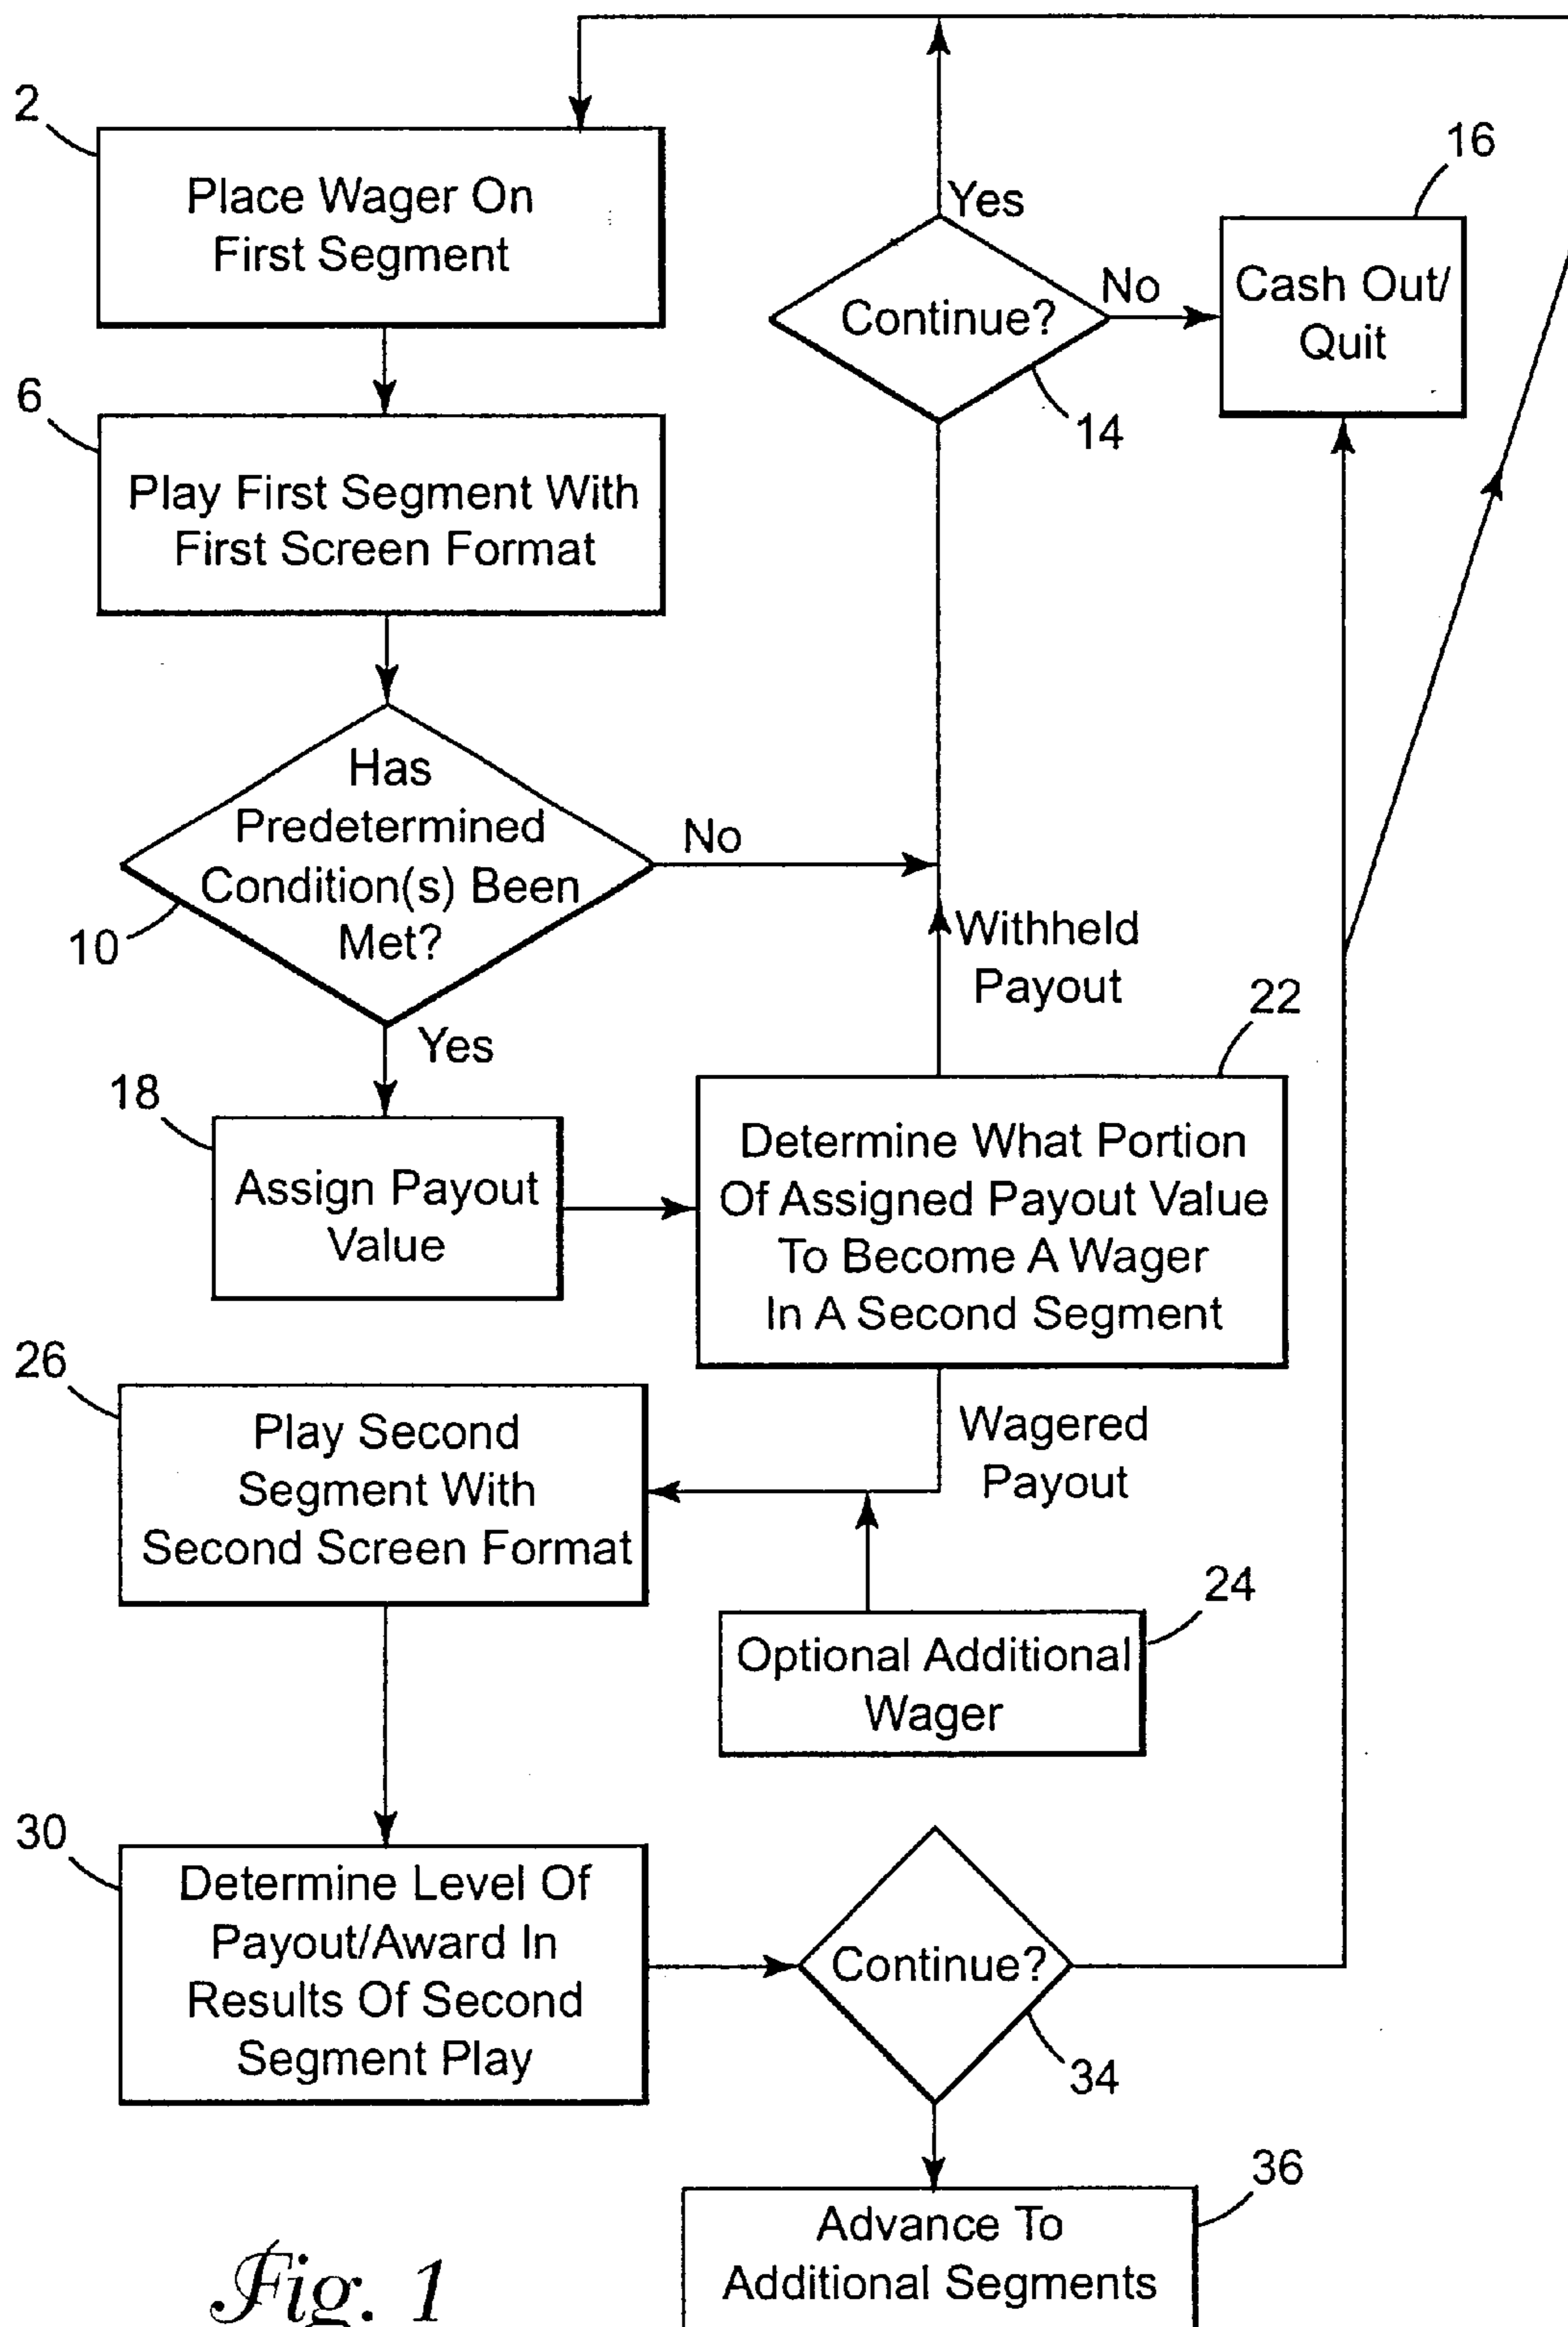 2
Place Wager On
First Segment
6
Play First Segment With
First Screen Format
Has
Predetermined
Condition(s) Been
Met?
10
No
Yes
Continue?
14
Yes
No
16
Cash Out/
Quit
18
Assign Payout
Value
Withheld
Payout
22
Determine What Portion
Of Assigned Payout Value
To Become A Wager
In A Second Segment
Wagered
Payout
26
Play Second
Segment With
Second Screen Format
24
Optional Additional
Wager
30
Determine Level Of
Payout/Award In
Results Of Second
Segment Play
Continue?
34
36
Advance To
Additional Segments
Fig. 1